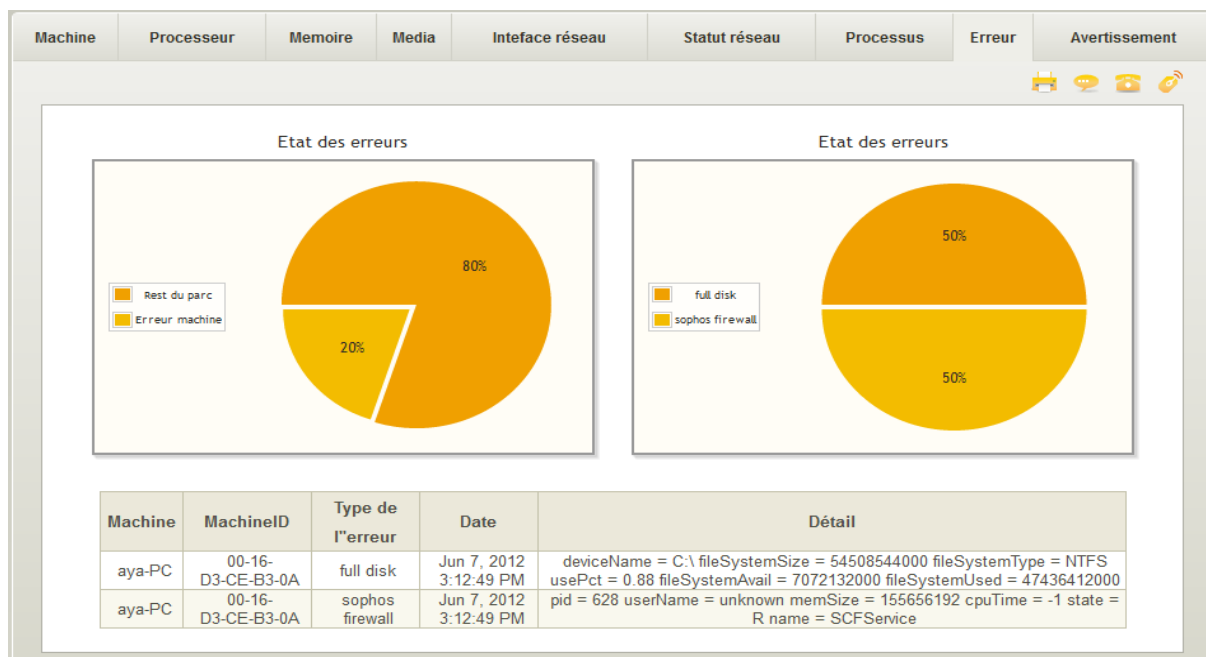 Machine Processeur Memoire Media Inteface réseau Statut réseau Processus Erreur Avertissement
Etat des erreurs
80%
20%
Rest du parc
Erreur machine
Etat des erreurs
50%
50%
full disk
sophos firewall
Machine MachineID Type de l"erreur Date Détail
aya-PC 00-16-D3-CE-B3-0A full disk Jun 7, 2012 3:12:49 PM deviceName = C:\ fileSystemSize = 54508544000 fileSystemType = NTFS usePct = 0.88 fileSystemAvail = 7072132000 fileSystemUsed = 47436412000
aya-PC 00-16-D3-CE-B3-0A sophos firewall Jun 7, 2012 3:12:49 PM pid = 628 userName = unknown memSize = 155656192 cpuTime = -1 state = R name = SCFService